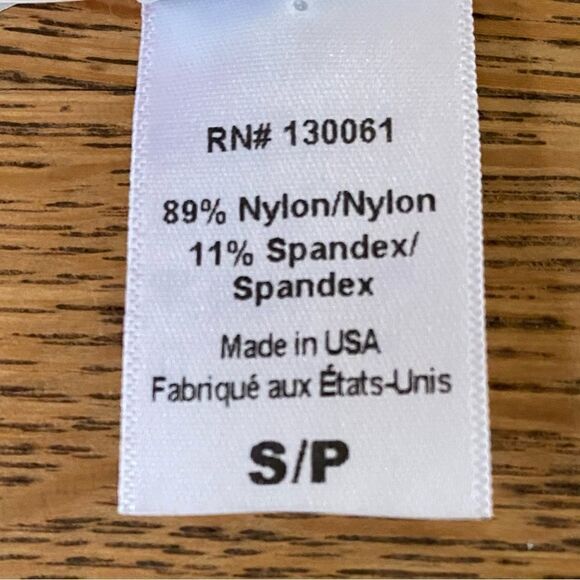 RN# 130061
89% Nylon/Nylon
11% Spandex/
Spandex
Made in USA
Fabriqué aux États-Unis
S/P